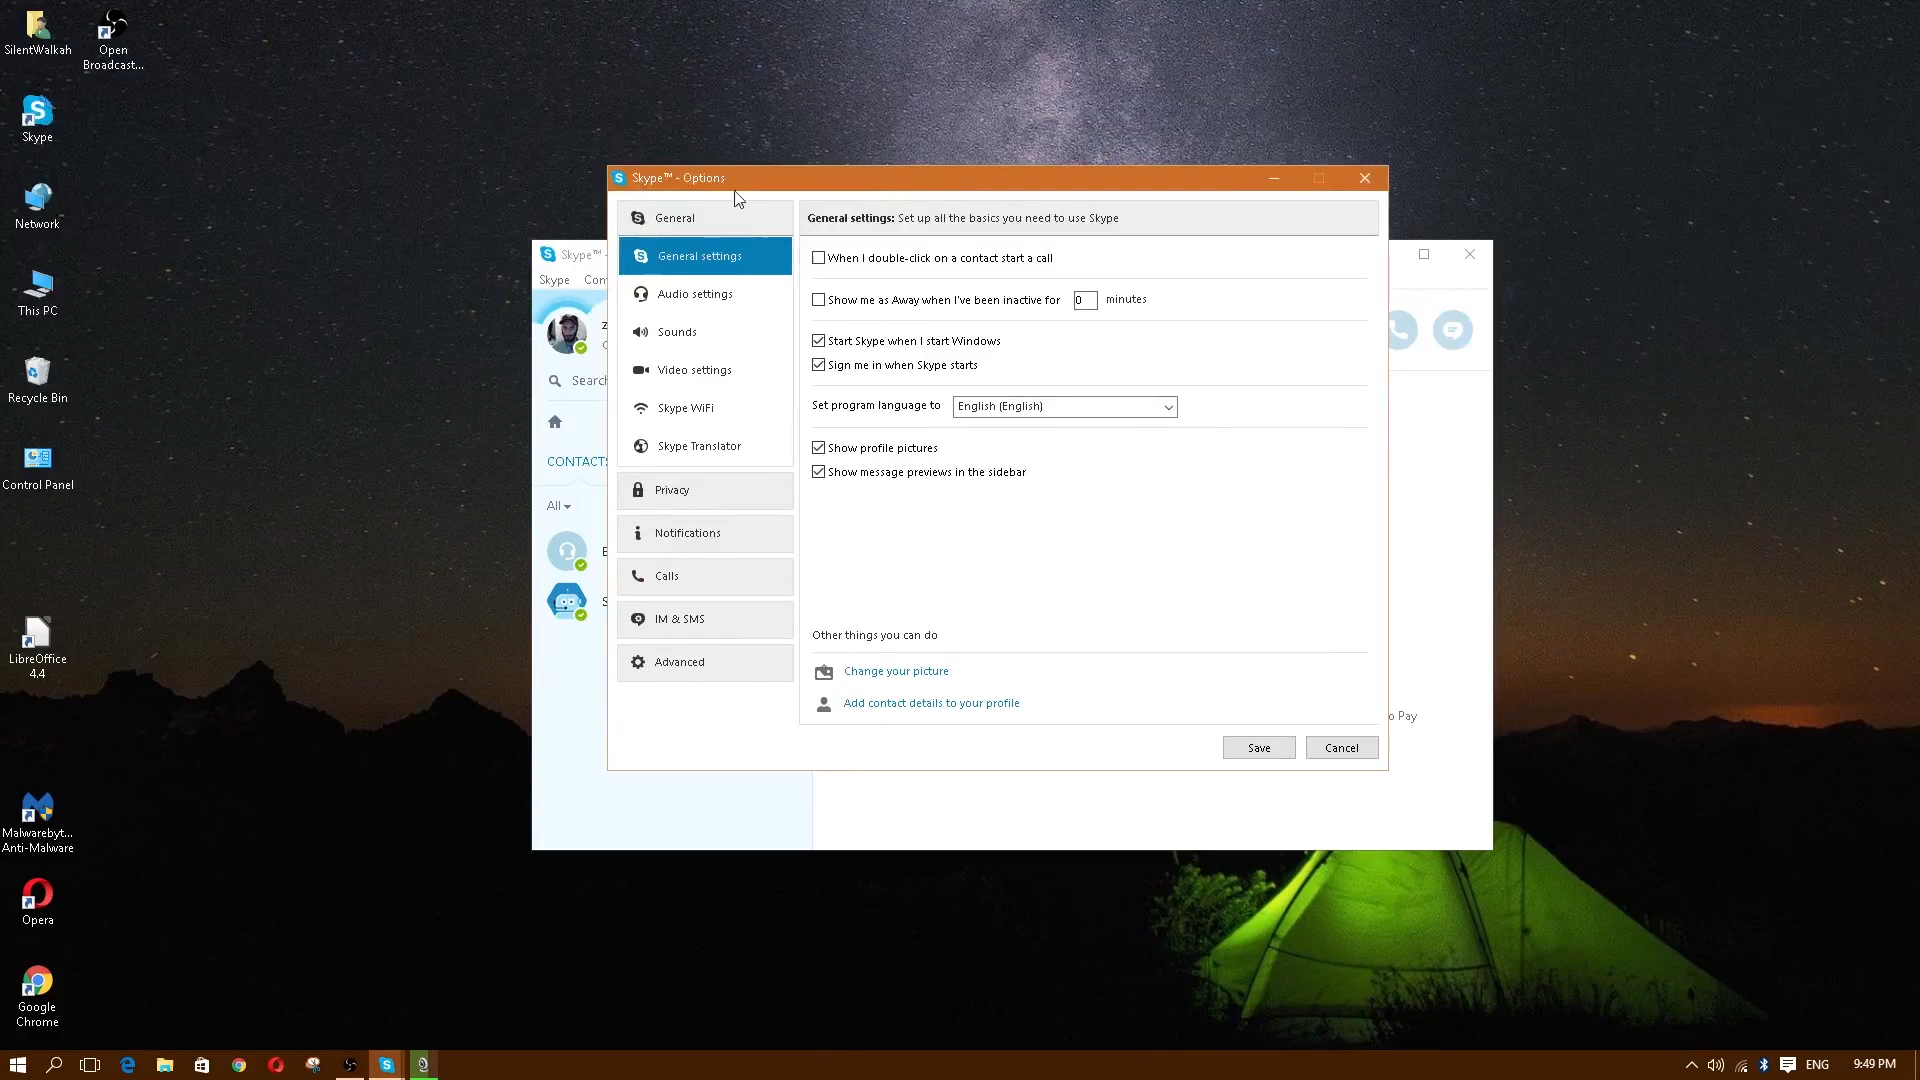 SilentWalkah
Open
Broadcast...
Skype
Network
This PC
Recycle Bin
Control Panel
LibreOffice
4.4
Malwarebyt...
Anti-Malware
Opera
Google
Chrome
Skype™ - Options
General
General settings
Audio settings
Sounds
Video settings
Skype WiFi
Skype Translator
Privacy
Notifications
Calls
IM & SMS
Advanced
General settings: Set up all the basics you need to use Skype
When I double-click on a contact start a call
Show me as Away when I've been inactive for 0 minutes
Start Skype when I start Windows
Sign me in when Skype starts
Set program language to English (English)
Show profile pictures
Show message previews in the sidebar
Other things you can do
Change your picture
Add contact details to your profile
Save Cancel
Skype™ -
Skype Con
Search
CONTACTS
All
o Pay
ENG 9:49 PM